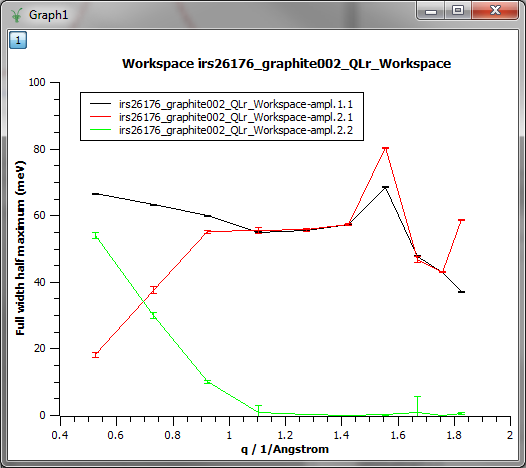 Graph1
1
Workspace irs26176_graphite002_QLr_Workspace
irs26176_graphite002_QLr_Workspace-ampl.1.1
irs26176_graphite002_QLr_Workspace-ampl.2.1
irs26176_graphite002_QLr_Workspace-ampl.2.2
Full width half maximum (meV)
100
80
60
40
20
0
0.4 0.6 0.8 1 1.2 1.4 1.6 1.8 2
q / 1/Angstrom